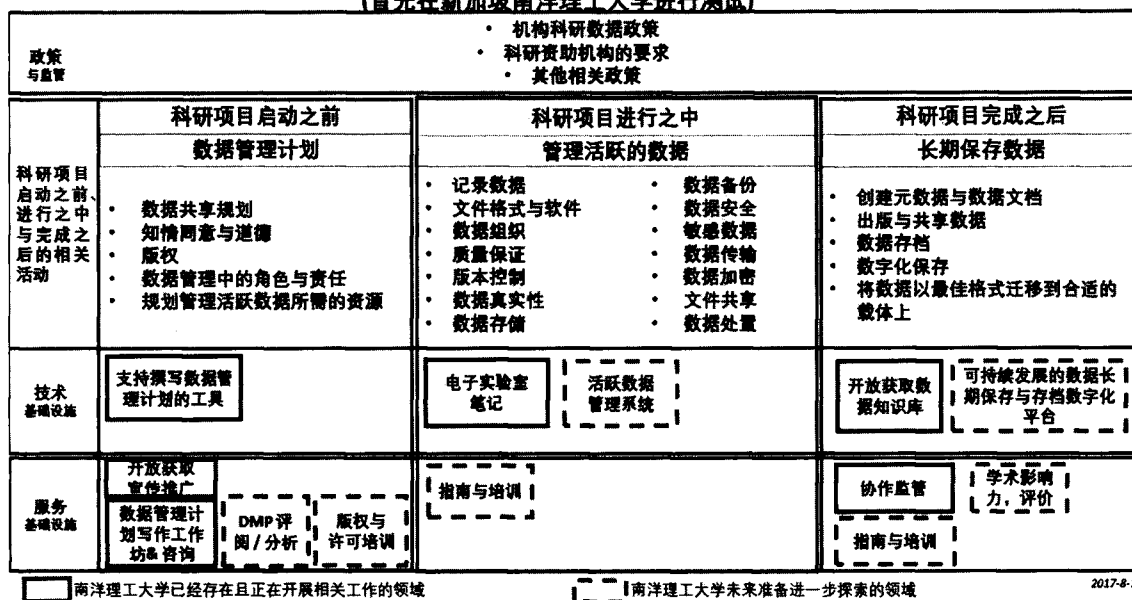 (首先在新加坡南洋理工大学进行测试)
政策
与监管
• 机构科研数据政策
• 科研资助机构的要求
• 其他相关政策
科研项目
启动之前、
进行之中
与完成之
后的相关
活动
科研项目启动之前
数据管理计划
• 数据共享规划
• 知情同意与道德
• 版权
• 数据管理中的角色与责任
• 规划管理活跃数据所需的资源
科研项目进行之中
管理活跃的数据
• 记录数据
• 文件格式与软件
• 数据组织
• 质量保证
• 版本控制
• 数据真实性
• 数据存储
• 数据备份
• 数据安全
• 敏感数据
• 数据传输
• 数据加密
• 文件共享
• 数据处置
科研项目完成之后
长期保存数据
• 创建元数据与数据文档
• 出版与共享数据
• 数据存档
• 数字化保存
• 将数据以最佳格式迁移到合适的
载体上
技术
基础设施
支持撰写数据管
理计划的工具
电子实验室
笔记
活跃数据
管理系统
开放获取数
据知识库
可持续发展的数据长
期保存与存档数字化
平台
服务
基础设施
开放获取
宣传推广
数据管理计
划写作工作
坊& 咨询
DMP 评
阅 / 分析
版权与
许可培训
指南与培训
协作监管
学术影响
力，评价
指南与培训
南洋理工大学已经存在且正在开展相关工作的领域
南洋理工大学未来准备进一步探索的领域
2017-8-